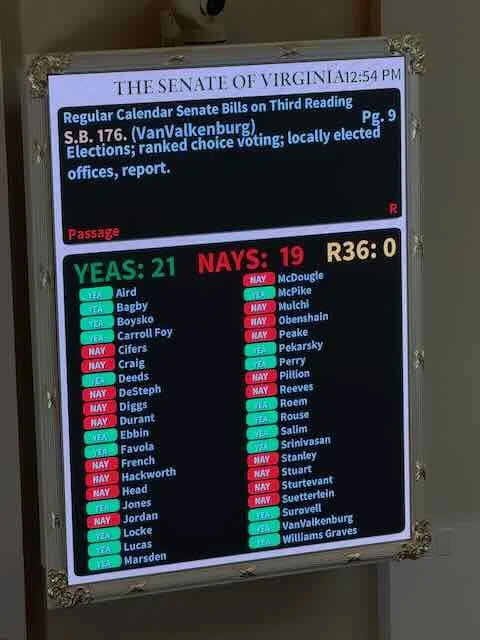 THE SENATE OF VIRGINIA 12:54 PM
Regular Calendar Senate Bills on Third Reading
S.B. 176. (VanValkenburg) Pg. 9
Elections; ranked choice voting; locally elected
offices, report.
R
Passage
YEAS: 21 NAYS: 19 R36: 0
YEA Aird
YEA Bagby
YEA Boysko
YEA Carroll Foy
NAY Cifers
NAY Craig
YEA Deeds
NAY DeSteph
NAY Diggs
NAY Durant
YEA Ebbin
YEA Favola
NAY French
NAY Hackworth
NAY Head
YEA Jones
NAY Jordan
YEA Locke
YEA Lucas
YEA Marsden
NAY McDougle
YEA McPike
NAY Mulchi
NAY Obenshain
NAY Peake
YEA Pekarsky
YEA Perry
NAY Pillion
NAY Reeves
YEA Roem
YEA Rouse
YEA Salim
YEA Srinivasan
NAY Stanley
NAY Stuart
NAY Sturtevant
NAY Suetterlein
YEA Surovell
YEA VanValkenburg
YEA Williams Graves